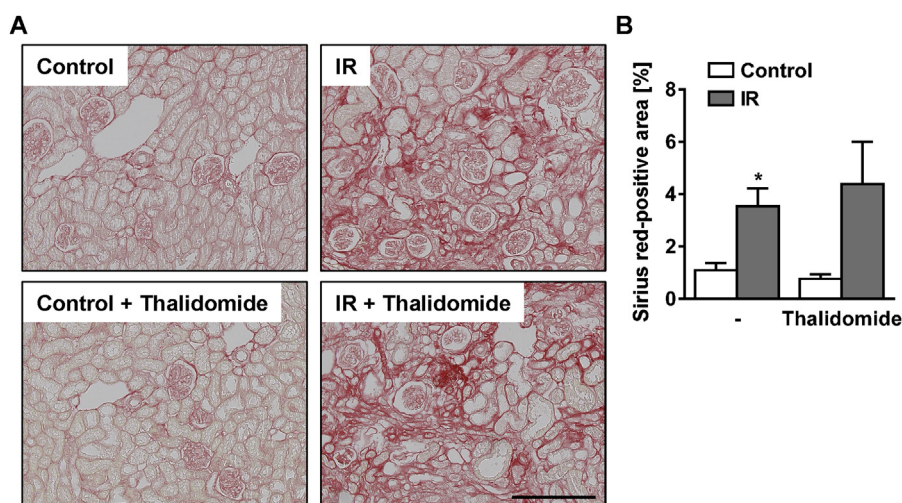 A
Control
IR
Control + Thalidomide
IR + Thalidomide
B
Sirius red-positive area [%]
Control
IR
8
6
4
2
0
*
-
Thalidomide